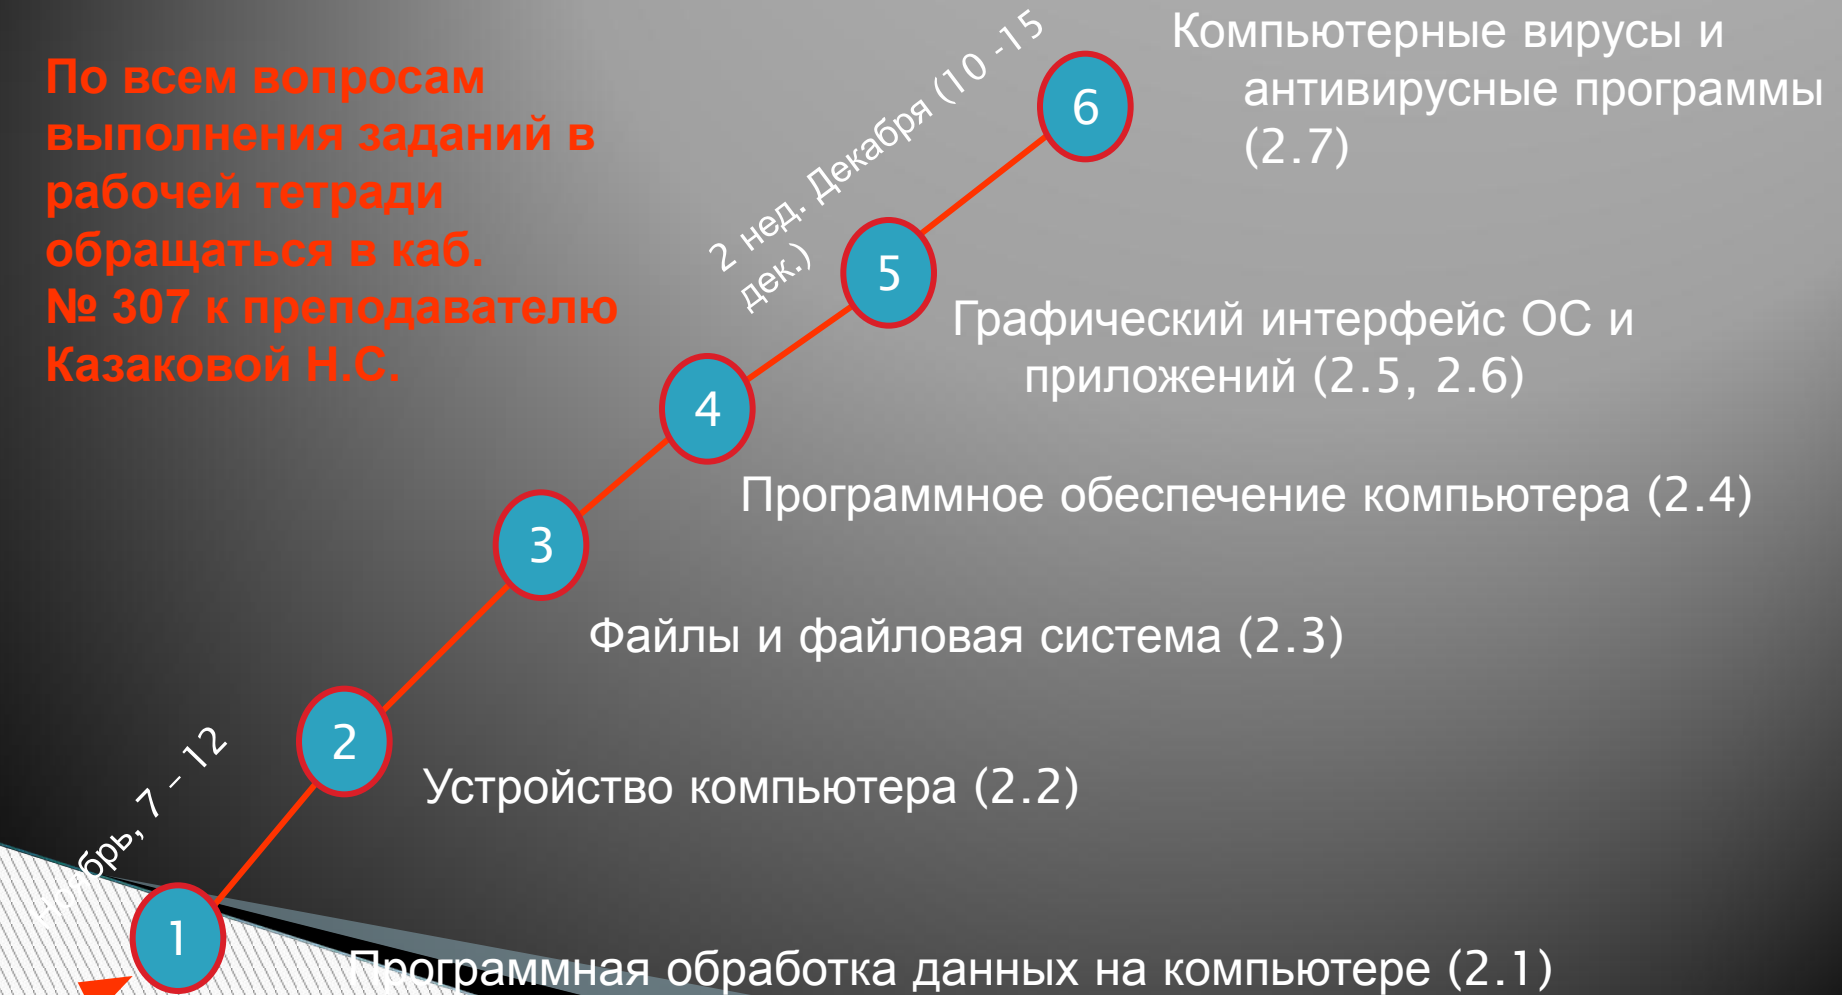 По всем вопросам
выполнения заданий в
рабочей тетради
обращаться в каб.
№ 307 к преподавателю
Казаковой Н.С.
2 нед. Декабря (10 -15
дек.)
6
Компьютерные вирусы и
антивирусные программы
(2.7)
5
Графический интерфейс ОС и
приложений (2.5, 2.6)
4
Программное обеспечение компьютера (2.4)
3
Файлы и файловая система (2.3)
2
Устройство компьютера (2.2)
Ноябрь, 7 – 12
1
Программная обработка данных на компьютере (2.1)